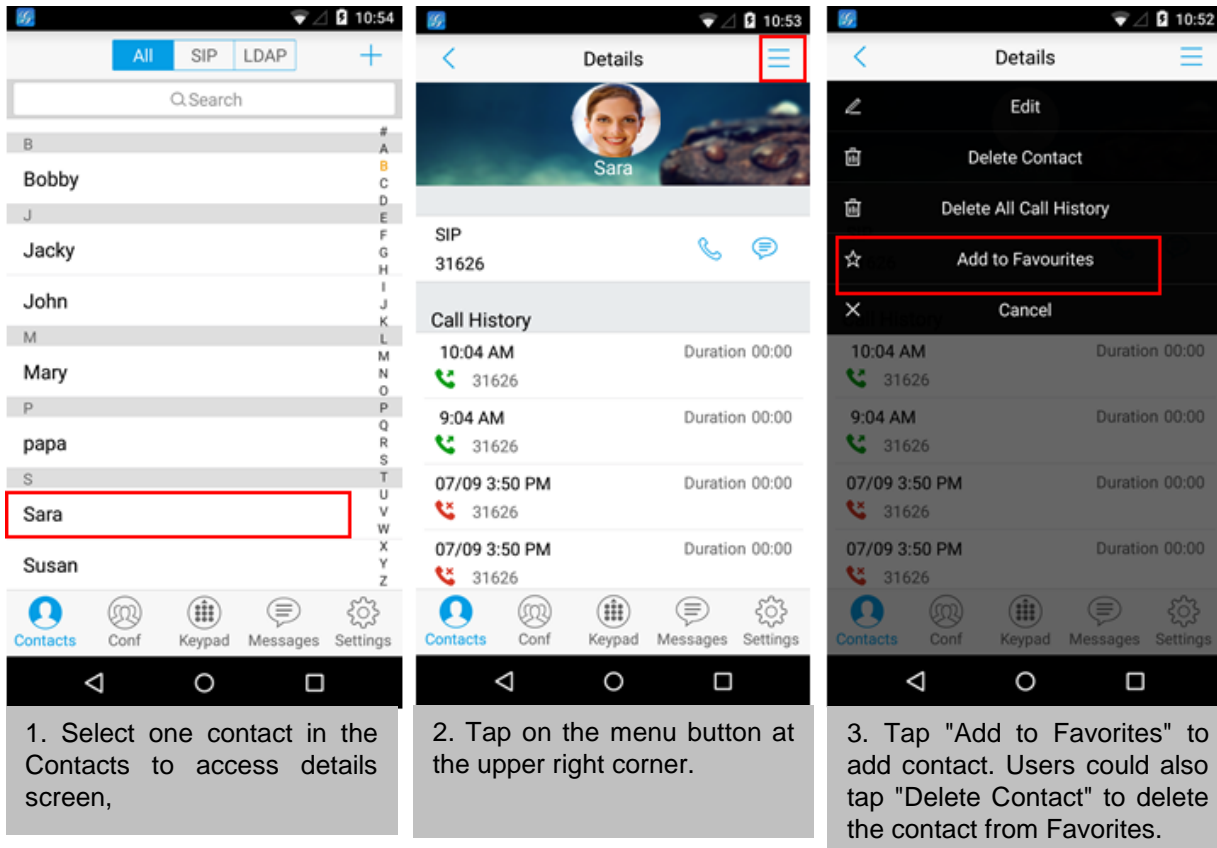 10:54
All SIP LDAP +
Search
B
Bobby
J
Jacky
John
M
Mary
P
papa
S
Sara
Susan
#
A
B
C
D
E
F
G
H
I
J
K
L
M
N
O
P
Q
R
S
T
U
V
W
X
Y
Z
Contacts Conf Keypad Messages Settings
1. Select one contact in the
Contacts to access details
screen,
10:53
Details
Sara
SIP
31626
Call History
10:04 AM Duration 00:00
31626
9:04 AM Duration 00:00
31626
07/09 3:50 PM Duration 00:00
31626
07/09 3:50 PM Duration 00:00
31626
Contacts Conf Keypad Messages Settings
2. Tap on the menu button at
the upper right corner.
10:52
Details
Edit
Delete Contact
Delete All Call History
Add to Favourites
Cancel
Call History
10:04 AM Duration 00:00
31626
9:04 AM Duration 00:00
31626
07/09 3:50 PM Duration 00:00
31626
07/09 3:50 PM Duration 00:00
31626
Contacts Conf Keypad Messages Settings
3. Tap "Add to Favorites" to
add contact. Users could also
tap "Delete Contact" to delete
the contact from Favorites.